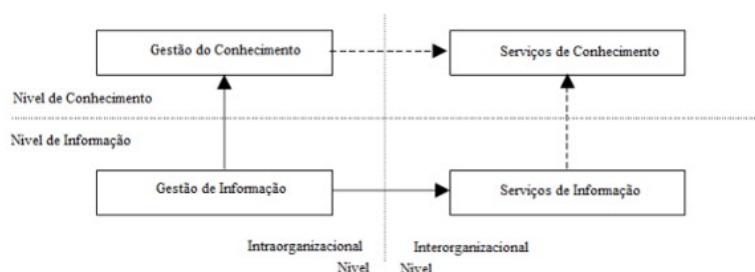 Gestão do Conhecimento
Serviços de Conhecimento
Nivel de Conhecimento
Nivel de Informação
Gestão de Informação
Serviços de Informação
Intraorganizacional
Interorganizacional
Nivel
Nivel